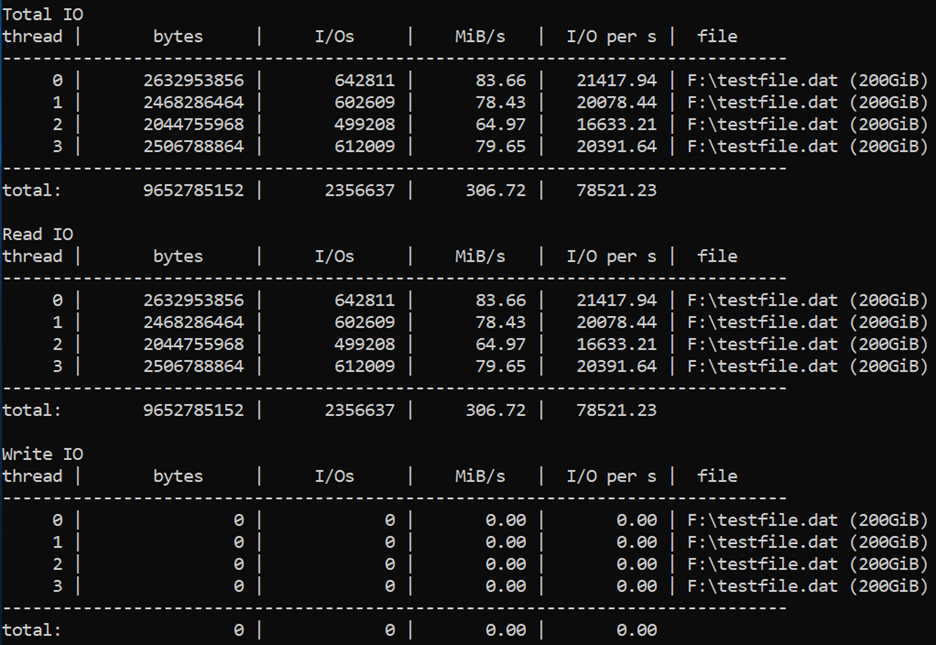 Total IO
thread |       bytes     |     I/Os     |    MiB/s   |  I/O per s |  file
------------------------------------------------------------------------------
     0 |      2632953856 |       642811 |      83.66 |   21417.94 | F:\testfile.dat (200GiB)
     1 |      2468286464 |       602609 |      78.43 |   20078.44 | F:\testfile.dat (200GiB)
     2 |      2044755968 |       499208 |      64.97 |   16633.21 | F:\testfile.dat (200GiB)
     3 |      2506788864 |       612009 |      79.65 |   20391.64 | F:\testfile.dat (200GiB)
------------------------------------------------------------------------------
total:        9652785152 |      2356637 |     306.72 |   78521.23

Read IO
thread |       bytes     |     I/Os     |    MiB/s   |  I/O per s |  file
------------------------------------------------------------------------------
     0 |      2632953856 |       642811 |      83.66 |   21417.94 | F:\testfile.dat (200GiB)
     1 |      2468286464 |       602609 |      78.43 |   20078.44 | F:\testfile.dat (200GiB)
     2 |      2044755968 |       499208 |      64.97 |   16633.21 | F:\testfile.dat (200GiB)
     3 |      2506788864 |       612009 |      79.65 |   20391.64 | F:\testfile.dat (200GiB)
------------------------------------------------------------------------------
total:        9652785152 |      2356637 |     306.72 |   78521.23

Write IO
thread |       bytes     |     I/Os     |    MiB/s   |  I/O per s |  file
------------------------------------------------------------------------------
     0 |               0 |            0 |       0.00 |       0.00 | F:\testfile.dat (200GiB)
     1 |               0 |            0 |       0.00 |       0.00 | F:\testfile.dat (200GiB)
     2 |               0 |            0 |       0.00 |       0.00 | F:\testfile.dat (200GiB)
     3 |               0 |            0 |       0.00 |       0.00 | F:\testfile.dat (200GiB)
------------------------------------------------------------------------------
total:                 0 |            0 |       0.00 |       0.00